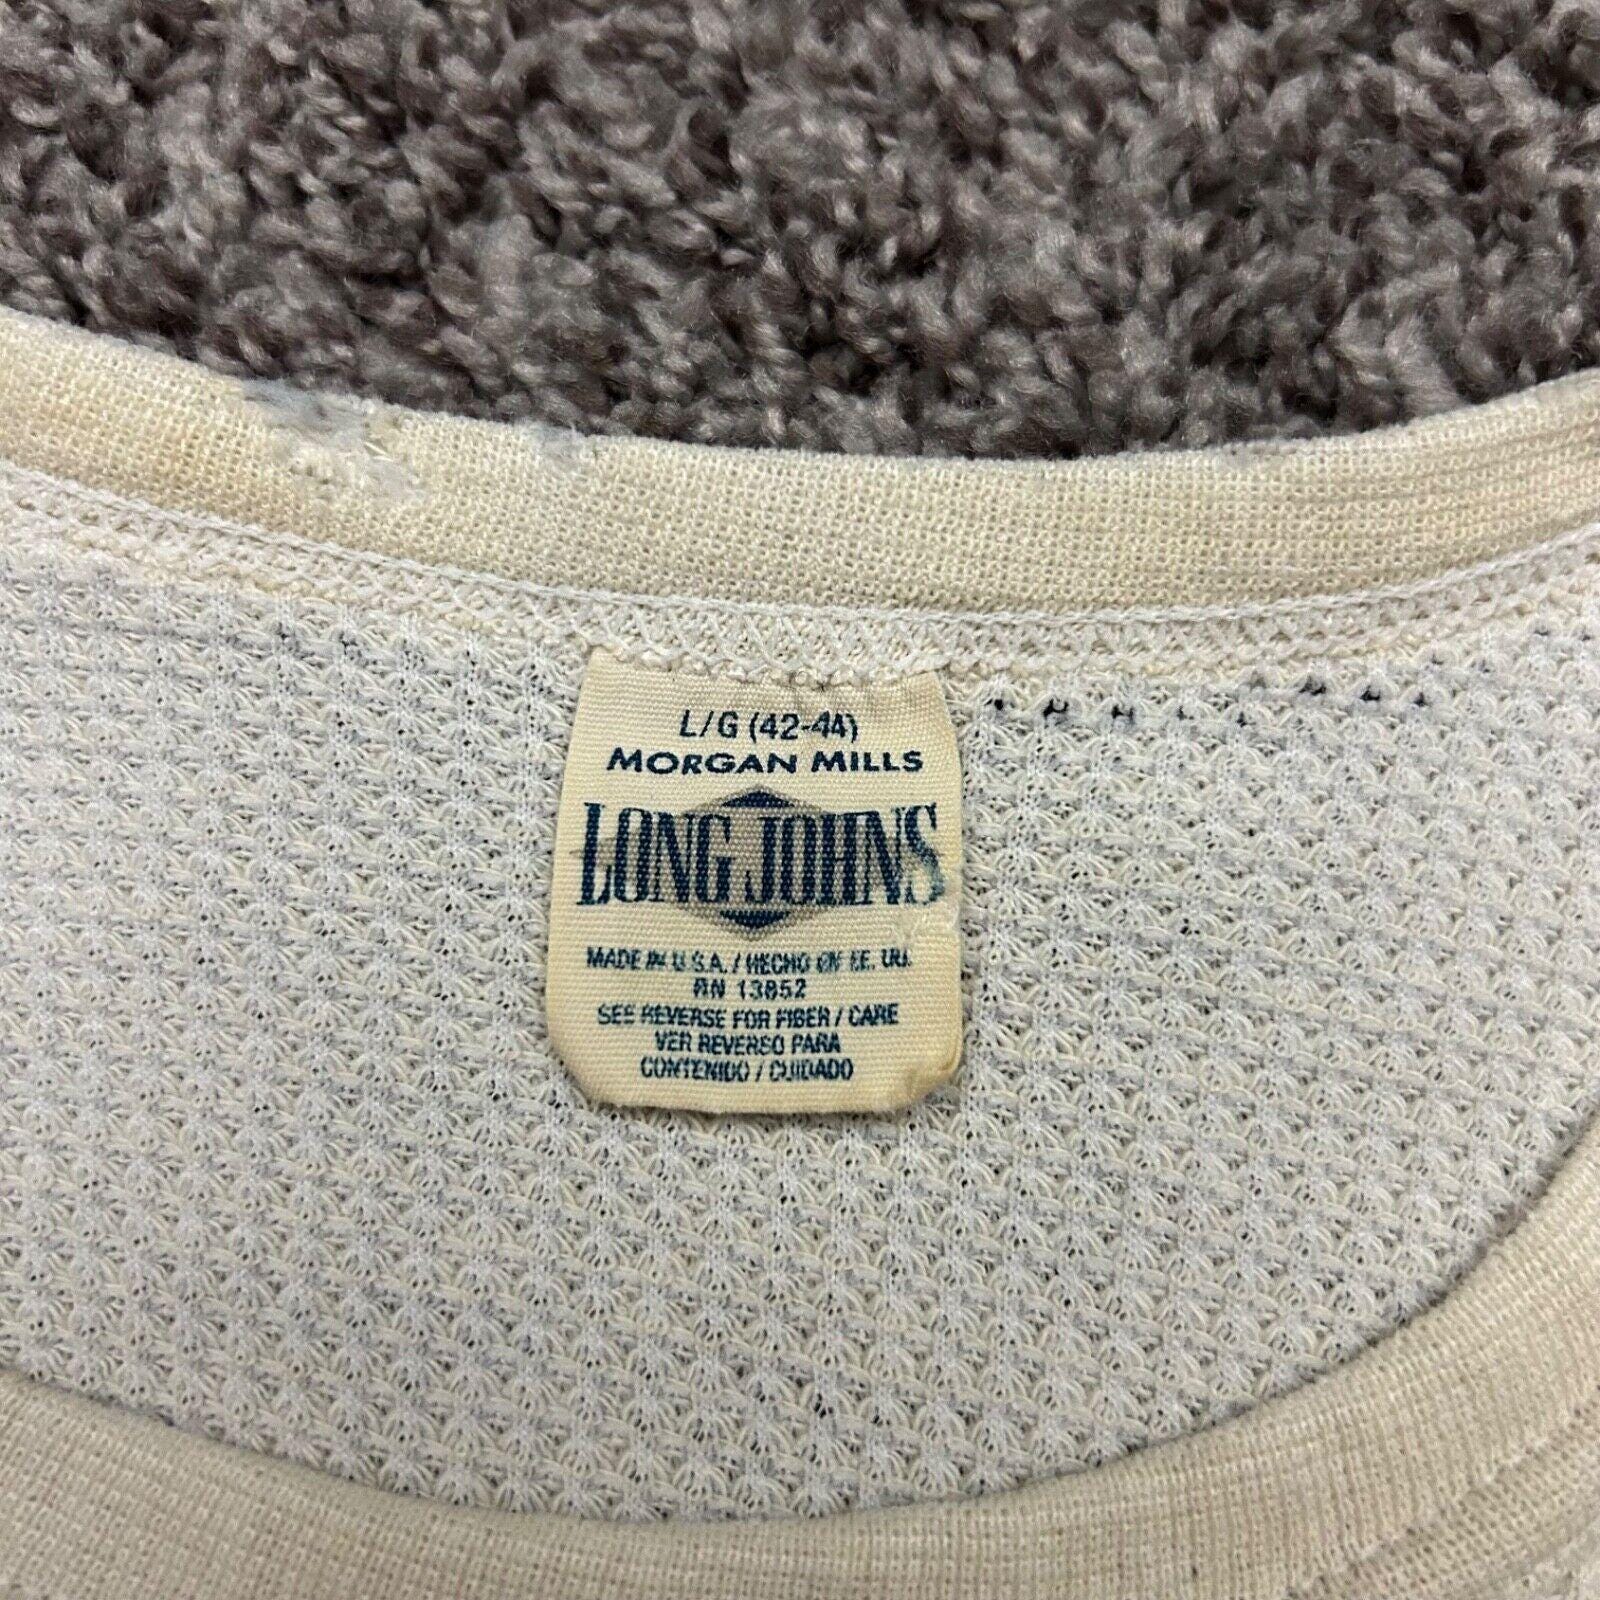 L/G (42-44)
MORGAN MILLS
LONG JOHNS
MADE IN U.S.A. / HECHO EN EE. UU.
RN 13852
SEE REVERSE FOR FIBER / CARE
VER REVERSO PARA
CONTENIDO / CUIDADO